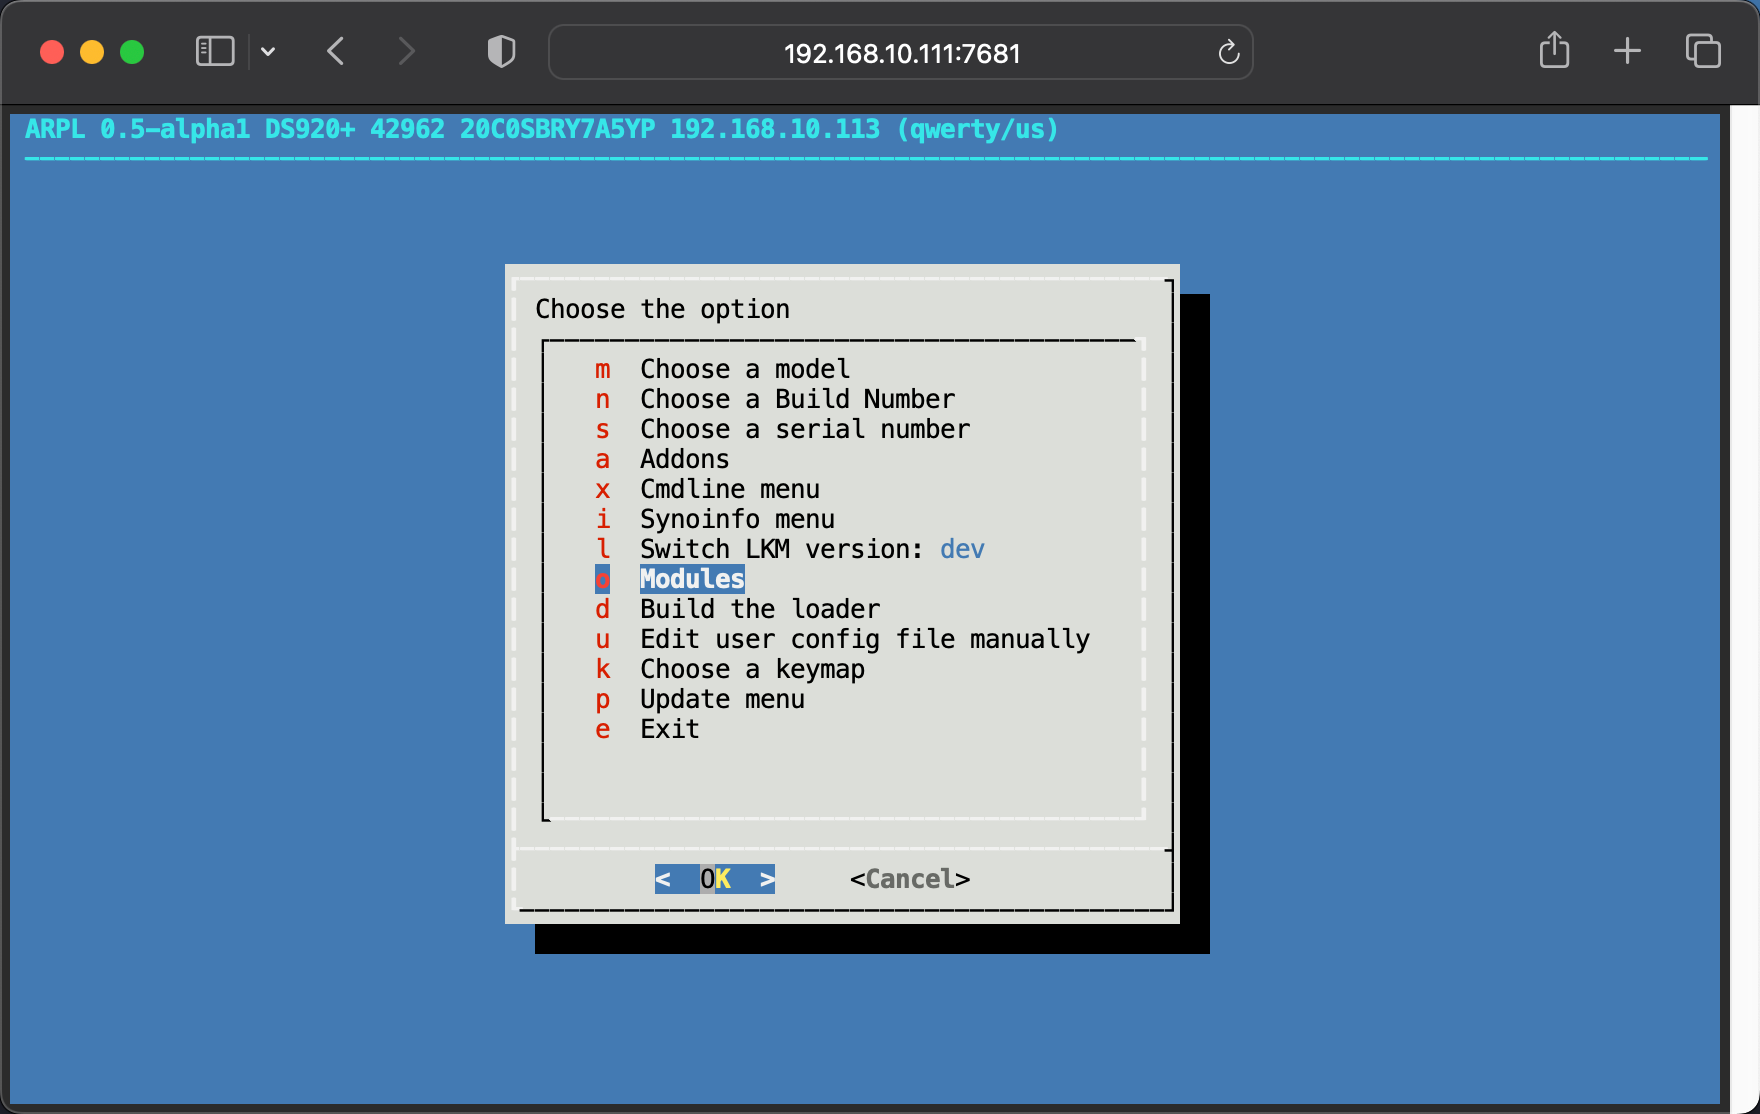 192.168.10.111:7681
ARPL 0.5-alpha1 DS920+ 42962 20C0SBRY7A5YP 192.168.10.113 (qwerty/us)
Choose the option
m Choose a model
n Choose a Build Number
s Choose a serial number
a Addons
x Cmdline menu
i Synoinfo menu
l Switch LKM version: dev
o Modules
d Build the loader
u Edit user config file manually
k Choose a keymap
p Update menu
e Exit
< OK > <Cancel>